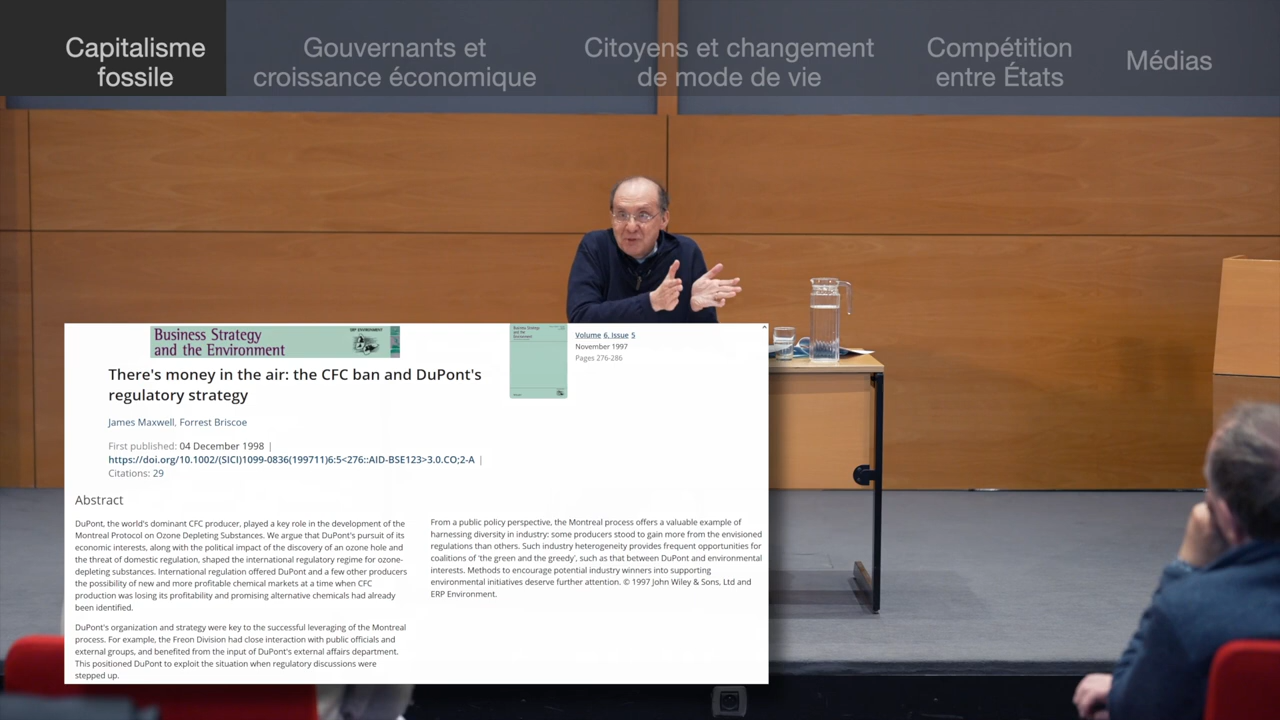 Capitalisme
fossile
Gouvernants et
croissance économique
Citoyens et changement
de mode de vie
Compétition
entre États
Médias
Business Strategy
and the Environment
ERP ENVIRONMENT
Business Strategy
and the
Environment
Volume 6, Issue 5
November 1997
Pages 276-286
There's money in the air: the CFC ban and DuPont's
regulatory strategy
James Maxwell, Forrest Briscoe
First published: 04 December 1998 |
https://doi.org/10.1002/(SICI)1099-0836(199711)6:5<276::AID-BSE123>3.0.CO;2-A |
Citations: 29
Abstract
DuPont, the world's dominant CFC producer, played a key role in the development of the
Montreal Protocol on Ozone Depleting Substances. We argue that DuPont's pursuit of its
economic interests, along with the political impact of the discovery of an ozone hole and
the threat of domestic regulation, shaped the international regulatory regime for ozone-
depleting substances. International regulation offered DuPont and a few other producers
the possibility of new and more profitable chemical markets at a time when CFC
production was losing its profitability and promising alternative chemicals had already
been identified.
DuPont's organization and strategy were key to the successful leveraging of the Montreal
process. For example, the Freon Division had close interaction with public officials and
external groups, and benefited from the input of DuPont's external affairs department.
This positioned DuPont to exploit the situation when regulatory discussions were
stepped up.
From a public policy perspective, the Montreal process offers a valuable example of
harnessing diversity in industry: some producers stood to gain more from the envisioned
regulations than others. Such industry heterogeneity provides frequent opportunities for
coalitions of 'the green and the greedy', such as that between DuPont and environmental
interests. Methods to encourage potential industry winners into supporting
environmental initiatives deserve further attention. © 1997 John Wiley & Sons, Ltd and
ERP Environment.